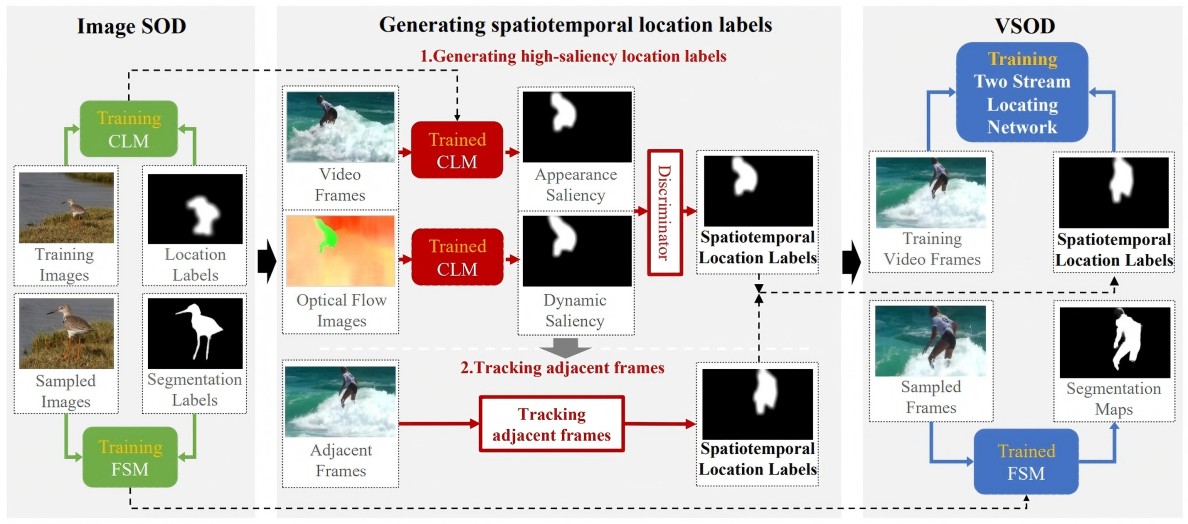 Image SOD
Training
CLM
Training
Images
Location
Labels
Sampled
Images
Segmentation
Labels
Training
FSM
Generating spatiotemporal location labels
1.Generating high-saliency location labels
Video
Frames
Trained
CLM
Appearance
Saliency
Optical Flow
Images
Trained
CLM
Dynamic
Saliency
Discriminator
Spatiotemporal
Location Labels
2.Tracking adjacent frames
Adjacent
Frames
Tracking
adjacent frames
Spatiotemporal
Location Labels
VSOD
Training
Two Stream
Locating
Network
Training
Video Frames
Spatiotemporal
Location Labels
Sampled
Frames
Segmentation
Maps
Trained
FSM